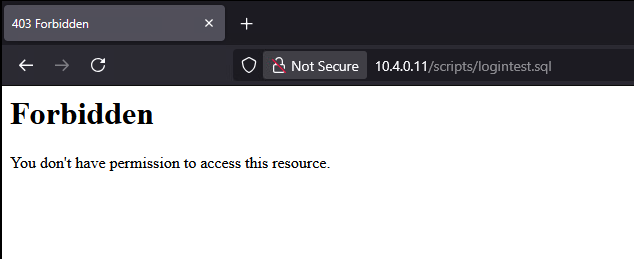 403 Forbidden
Not Secure 10.4.0.11/scripts/logintest.sql
Forbidden
You don't have permission to access this resource.